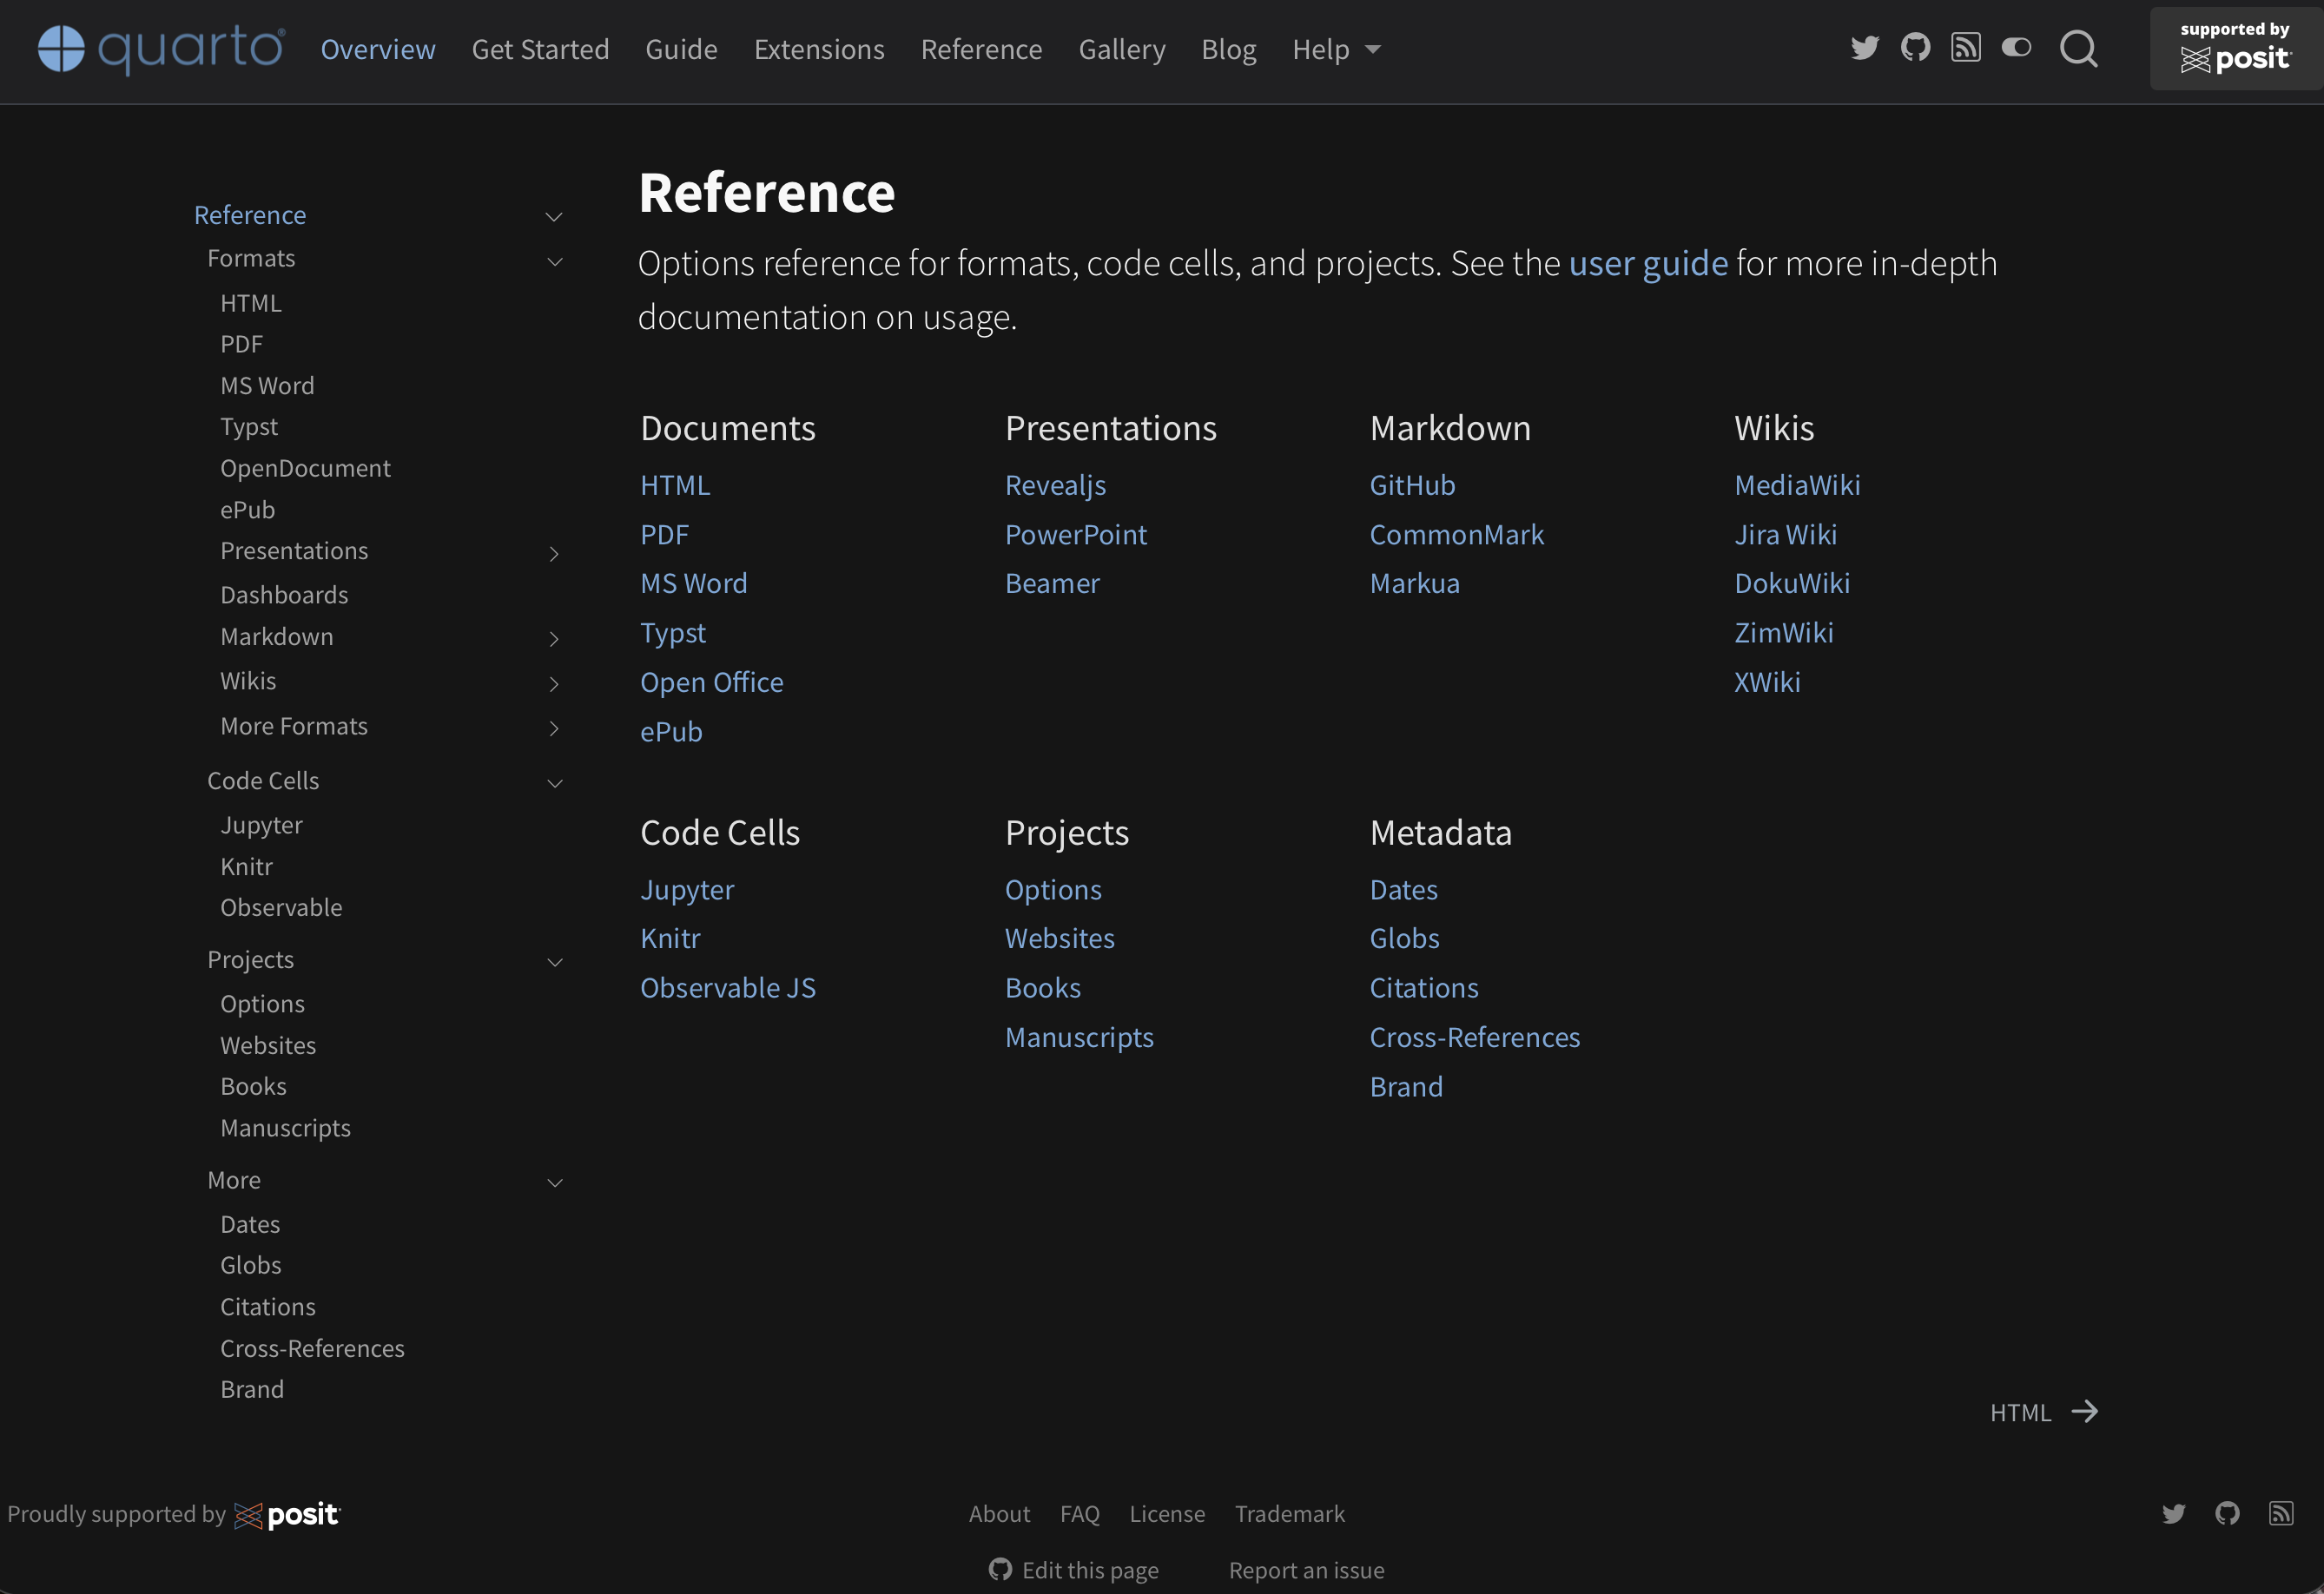 quarto® Overview Get Started Guide Extensions Reference Gallery Blog Help
supported by
posit
Reference
Formats
HTML
PDF
MS Word
Typst
OpenDocument
ePub
Presentations
Dashboards
Markdown
Wikis
More Formats
Code Cells
Jupyter
Knitr
Observable
Projects
Options
Websites
Books
Manuscripts
More
Dates
Globs
Citations
Cross-References
Brand
Reference
Options reference for formats, code cells, and projects. See the user guide for more in-depth
documentation on usage.
Documents
HTML
PDF
MS Word
Typst
Open Office
ePub
Presentations
Revealjs
PowerPoint
Beamer
Markdown
GitHub
CommonMark
Markua
Wikis
MediaWiki
Jira Wiki
DokuWiki
ZimWiki
XWiki
Code Cells
Jupyter
Knitr
Observable JS
Projects
Options
Websites
Books
Manuscripts
Metadata
Dates
Globs
Citations
Cross-References
Brand
HTML
Proudly supported by posit
About FAQ License Trademark
Edit this page Report an issue